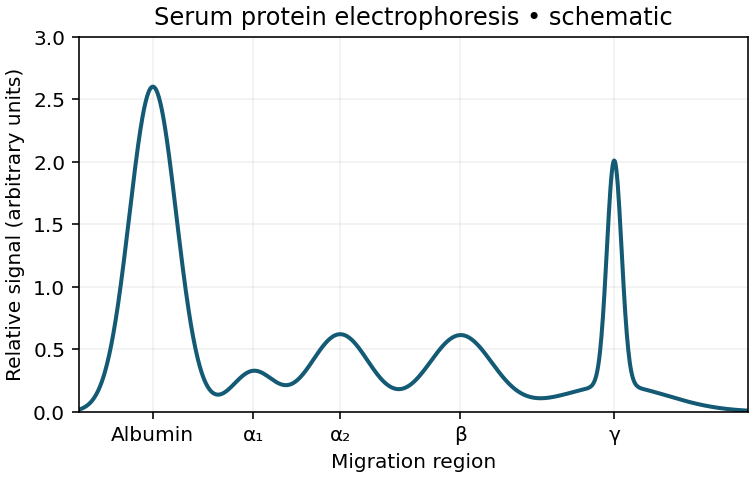 Serum protein electrophoresis • schematic
Relative signal (arbitrary units)
3.0
2.5
2.0
1.5
1.0
0.5
0.0
Albumin α₁ α₂ β γ
Migration region